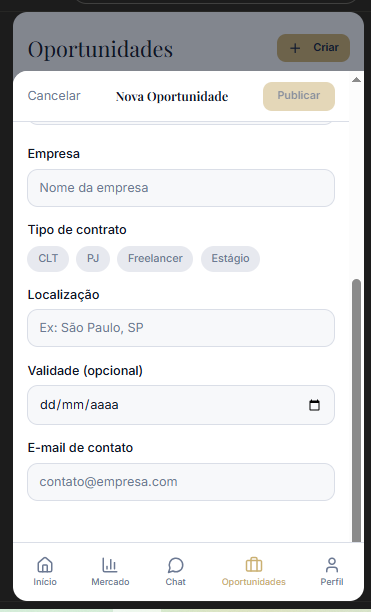 Oportunidades
+ Criar
Cancelar
Nova Oportunidade
Publicar
Empresa
Nome da empresa
Tipo de contrato
CLT PJ Freelancer Estágio
Localização
Ex: São Paulo, SP
Validade (opcional)
dd/mm/aaaa
E-mail de contato
contato@empresa.com
Início Mercado Chat Oportunidades Perfil